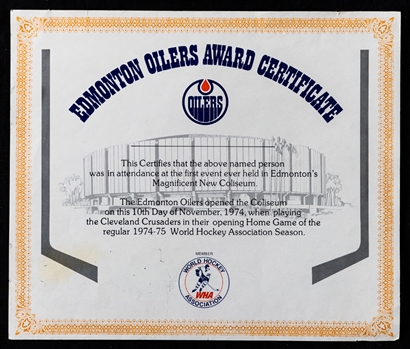 EDMONTON OILERS AWARD CERTIFICATE
OILERS
This Certifies that the above named person
was in attendance at the first event ever held in Edmonton's
Magnificent New Coliseum.
The Edmonton Oilers opened the Coliseum
on this 10th Day of November, 1974, when playing
the Cleveland Crusaders in their opening Home Game of the
regular 1974-75 World Hockey Association Season.
MEMBER
WORLD HOCKEY
WHA
ASSOCIATION